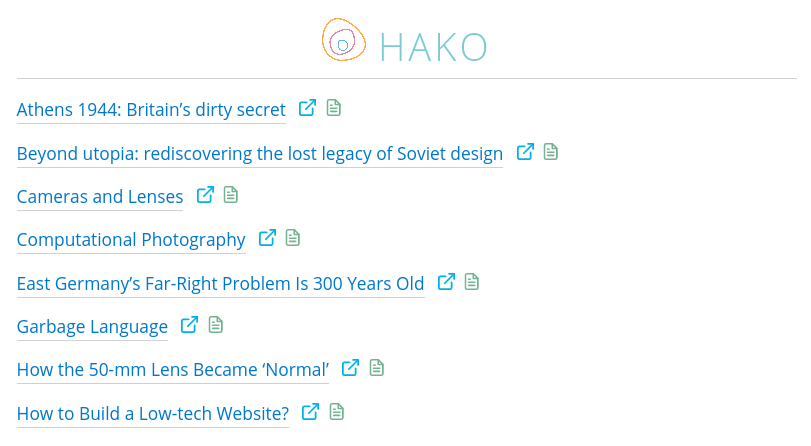 HAKO
Athens 1944: Britain’s dirty secret
Beyond utopia: rediscovering the lost legacy of Soviet design
Cameras and Lenses
Computational Photography
East Germany’s Far-Right Problem Is 300 Years Old
Garbage Language
How the 50-mm Lens Became ‘Normal’
How to Build a Low-tech Website?